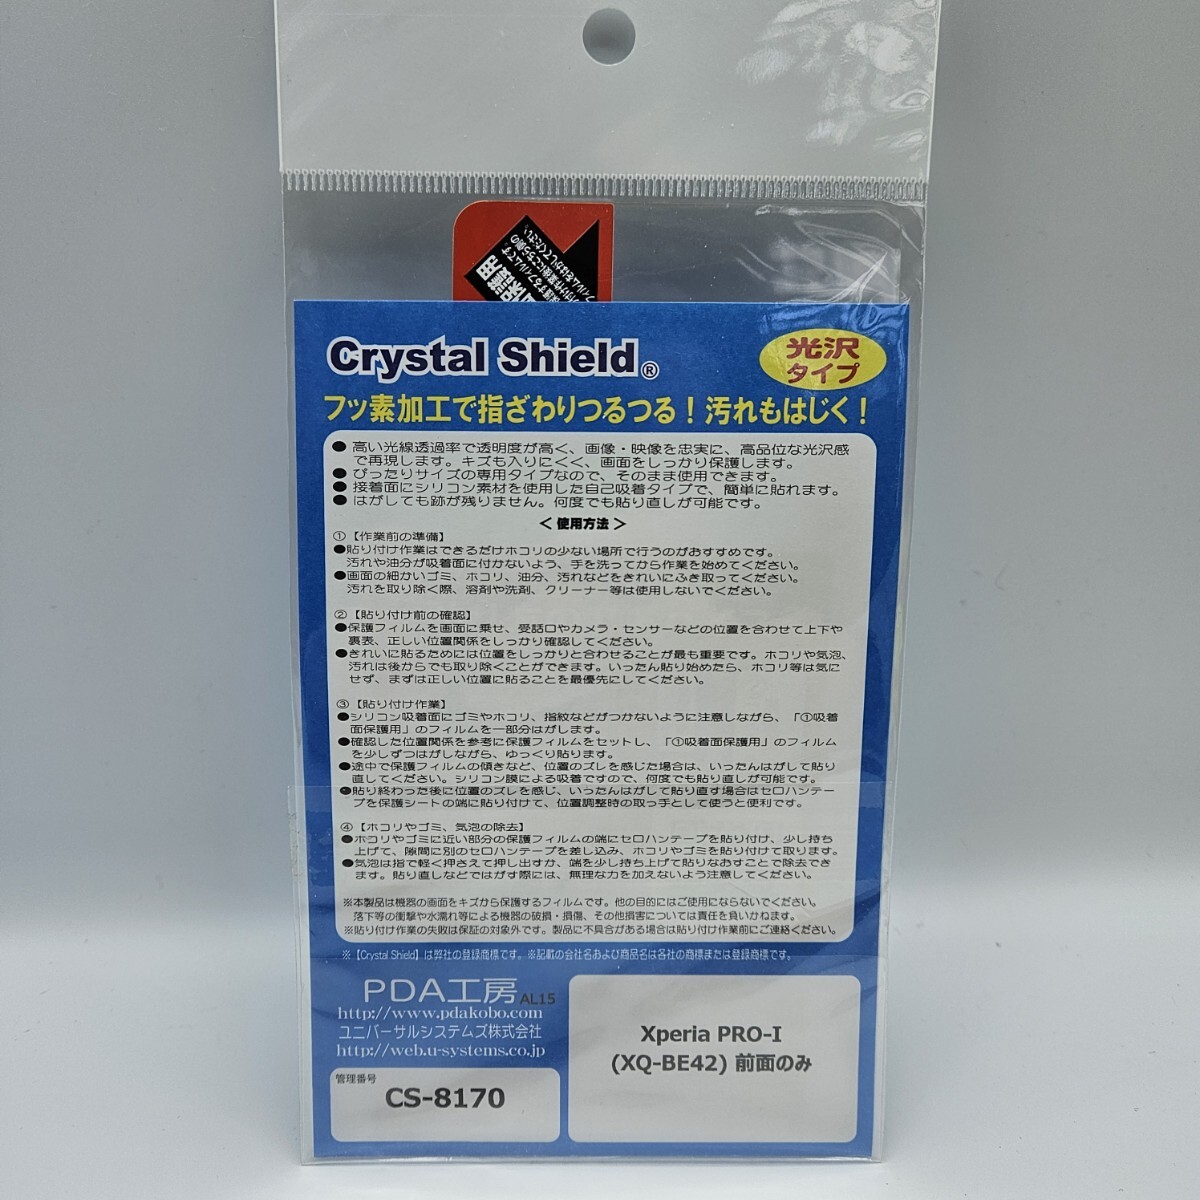 保護用
Crystal Shield®
光沢
タイプ
フッ素加工で指ざわりつるつる！汚れもはじく！
● 高い光線透過率で透明度が高く、画像・映像を忠実に、高品位な光沢感
で再現します。キズも入りにくく、画面をしっかり保護します。
● ぴったりサイズの専用タイプなので、そのまま使用できます。
● 接着面にシリコン素材を使用した自己吸着タイプで、簡単に貼れます。
● はがしても跡が残りません。何度でも貼り直しが可能です。
＜使用方法＞
①【作業前の準備】
●貼り付け作業はできるだけホコリの少ない場所で行うのがおすすめです。
汚れや油分が吸着面に付かないよう、手を洗ってから作業を始めてください。
●画面の細かいゴミ、ホコリ、油分、汚れなどをきれいにふき取ってください。
汚れを取り除く際、溶剤や洗剤、クリーナー等は使用しないでください。
②【貼り付け前の確認】
●保護フィルムを画面に乗せ、受話口やカメラ・センサーなどの位置を合わせて上下や
裏表、正しい位置関係をしっかり確認してください。
●きれいに貼るためには位置をしっかりと合わせることが最も重要です。ホコリや気泡、
汚れは後からでも取り除くことができます。いったん貼り始めたら、ホコリ等は気に
せず、まずは正しい位置に貼ることを最優先にしてください。
③【貼り付け作業】
●シリコン吸着面にゴミやホコリ、指紋などがつかないように注意しながら、「①吸着
面保護用」のフィルムを一部分はがします。
●確認した位置関係を参考に保護フィルムをセットし、「①吸着面保護用」のフィルム
を少しずつはがしながら、ゆっくり貼ります。
●途中で保護フィルムの傾きなど、位置のズレを感じた場合は、いったんはがして貼り
直してください。シリコン膜による吸着ですので、何度でも貼り直しが可能です。
●貼り終わった後に位置のズレを感じ、いったんはがして貼り直す場合はセロハンテー
プを保護シートの端に貼り付けて、位置調整時の取っ手として使うと便利です。
④【ホコリやゴミ、気泡の除去】
●ホコリやゴミに近い部分の保護フィルムの端にセロハンテープを貼り付け、少し持ち
上げて、隙間に別のセロハンテープを差し込み、ホコリやゴミを貼り付けて取ります。
●気泡は指で軽く押さえて押し出すか、端を少し持ち上げて貼りなおすことで除去でき
ます。貼り直しなどではがす際には、無理な力を加えないよう注意してください。
※本製品は機器の画面をキズから保護するフィルムです。他の目的にはご使用にならないでください。
落下等の衝撃や水濡れ等による機器の破損・損傷、その他損害については責任を負いかねます。
※貼り付け作業の失敗は保証の対象外です。製品に不具合がある場合は貼り付け作業前にご連絡ください。
※【Crystal Shield】は弊社の登録商標です。※記載の会社名および商品名は各社の商標または登録商標です。
PDA工房 AL15
http://www.pdakobo.com
ユニバーサルシステムズ株式会社
http://web.u-systems.co.jp
管理番号
CS-8170
Xperia PRO-I
(XQ-BE42) 前面のみ